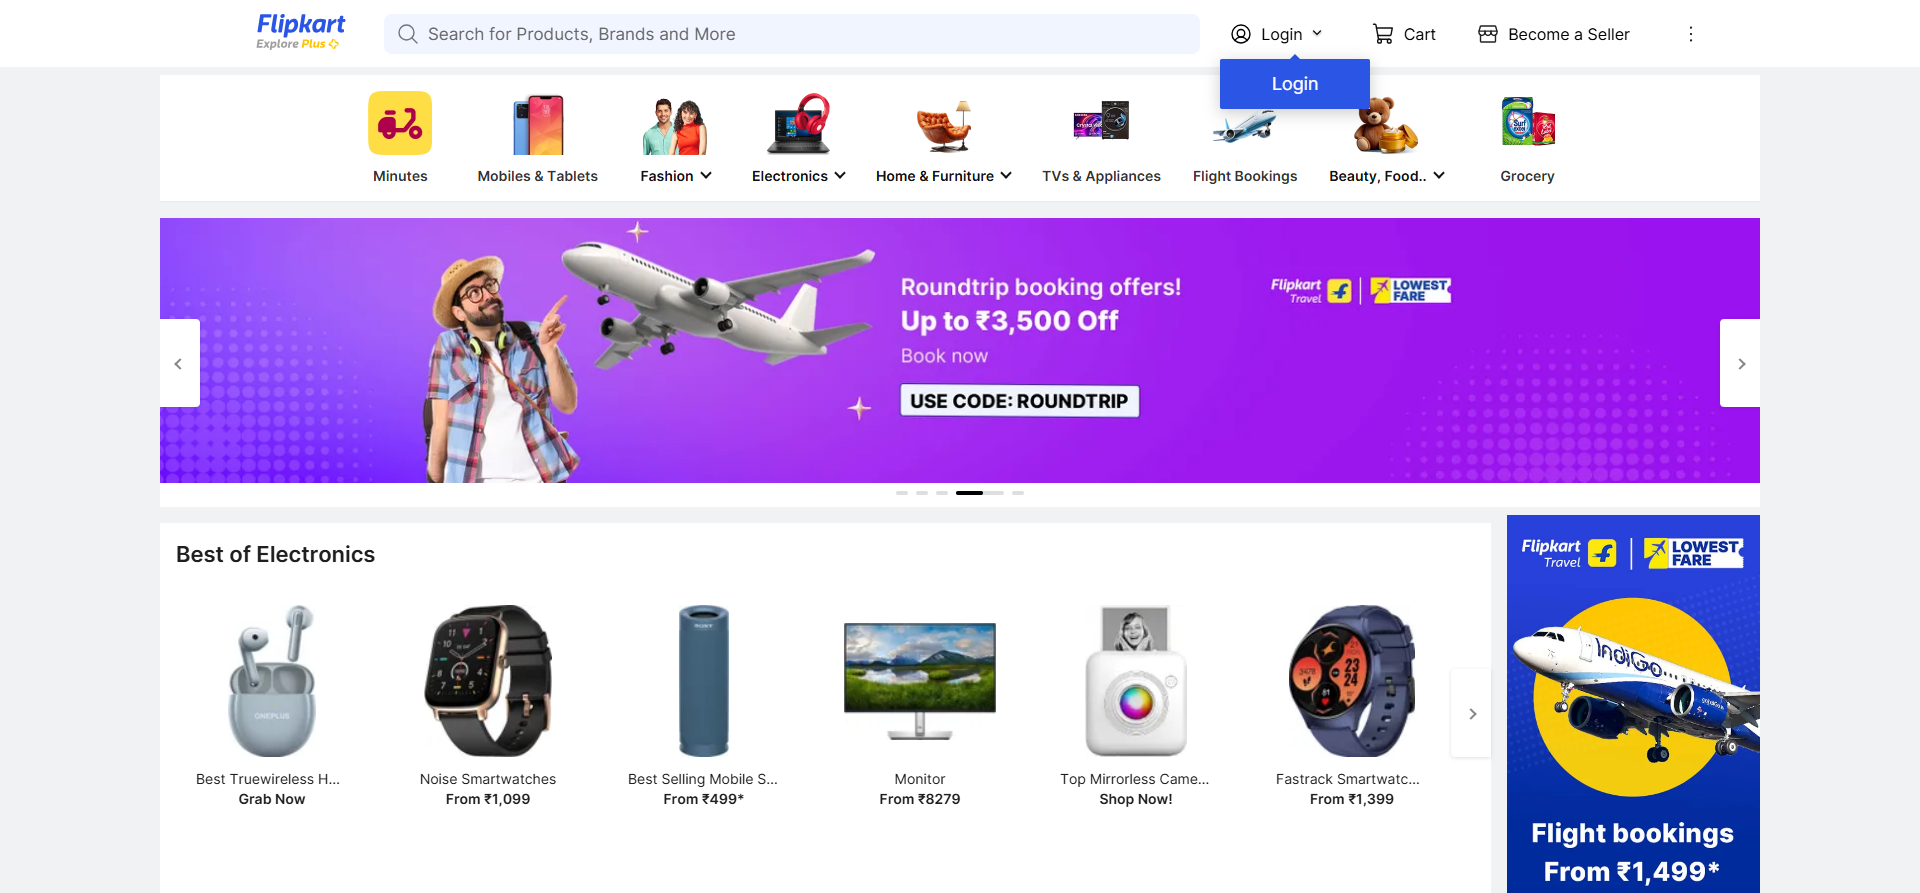 Flipkart
Explore Plus
Search for Products, Brands and More
Login
Cart
Become a Seller
Login
Minutes
Mobiles & Tablets
Fashion
Electronics
Home & Furniture
TVs & Appliances
Flight Bookings
Beauty, Food..
Grocery
Roundtrip booking offers!
Up to ₹3,500 Off
Book now
USE CODE: ROUNDTRIP
Flipkart
Travel
LOWEST
FARE
Best of Electronics
ONEPLUS
SONY
Best Truewireless H...
Grab Now
Noise Smartwatches
From ₹1,099
Best Selling Mobile S...
From ₹499*
Monitor
From ₹8279
Top Mirrorless Came...
Shop Now!
Fastrack Smartwatc...
From ₹1,399
Flipkart
Travel
LOWEST
FARE
IndiGo
Flight bookings
From ₹1,499*